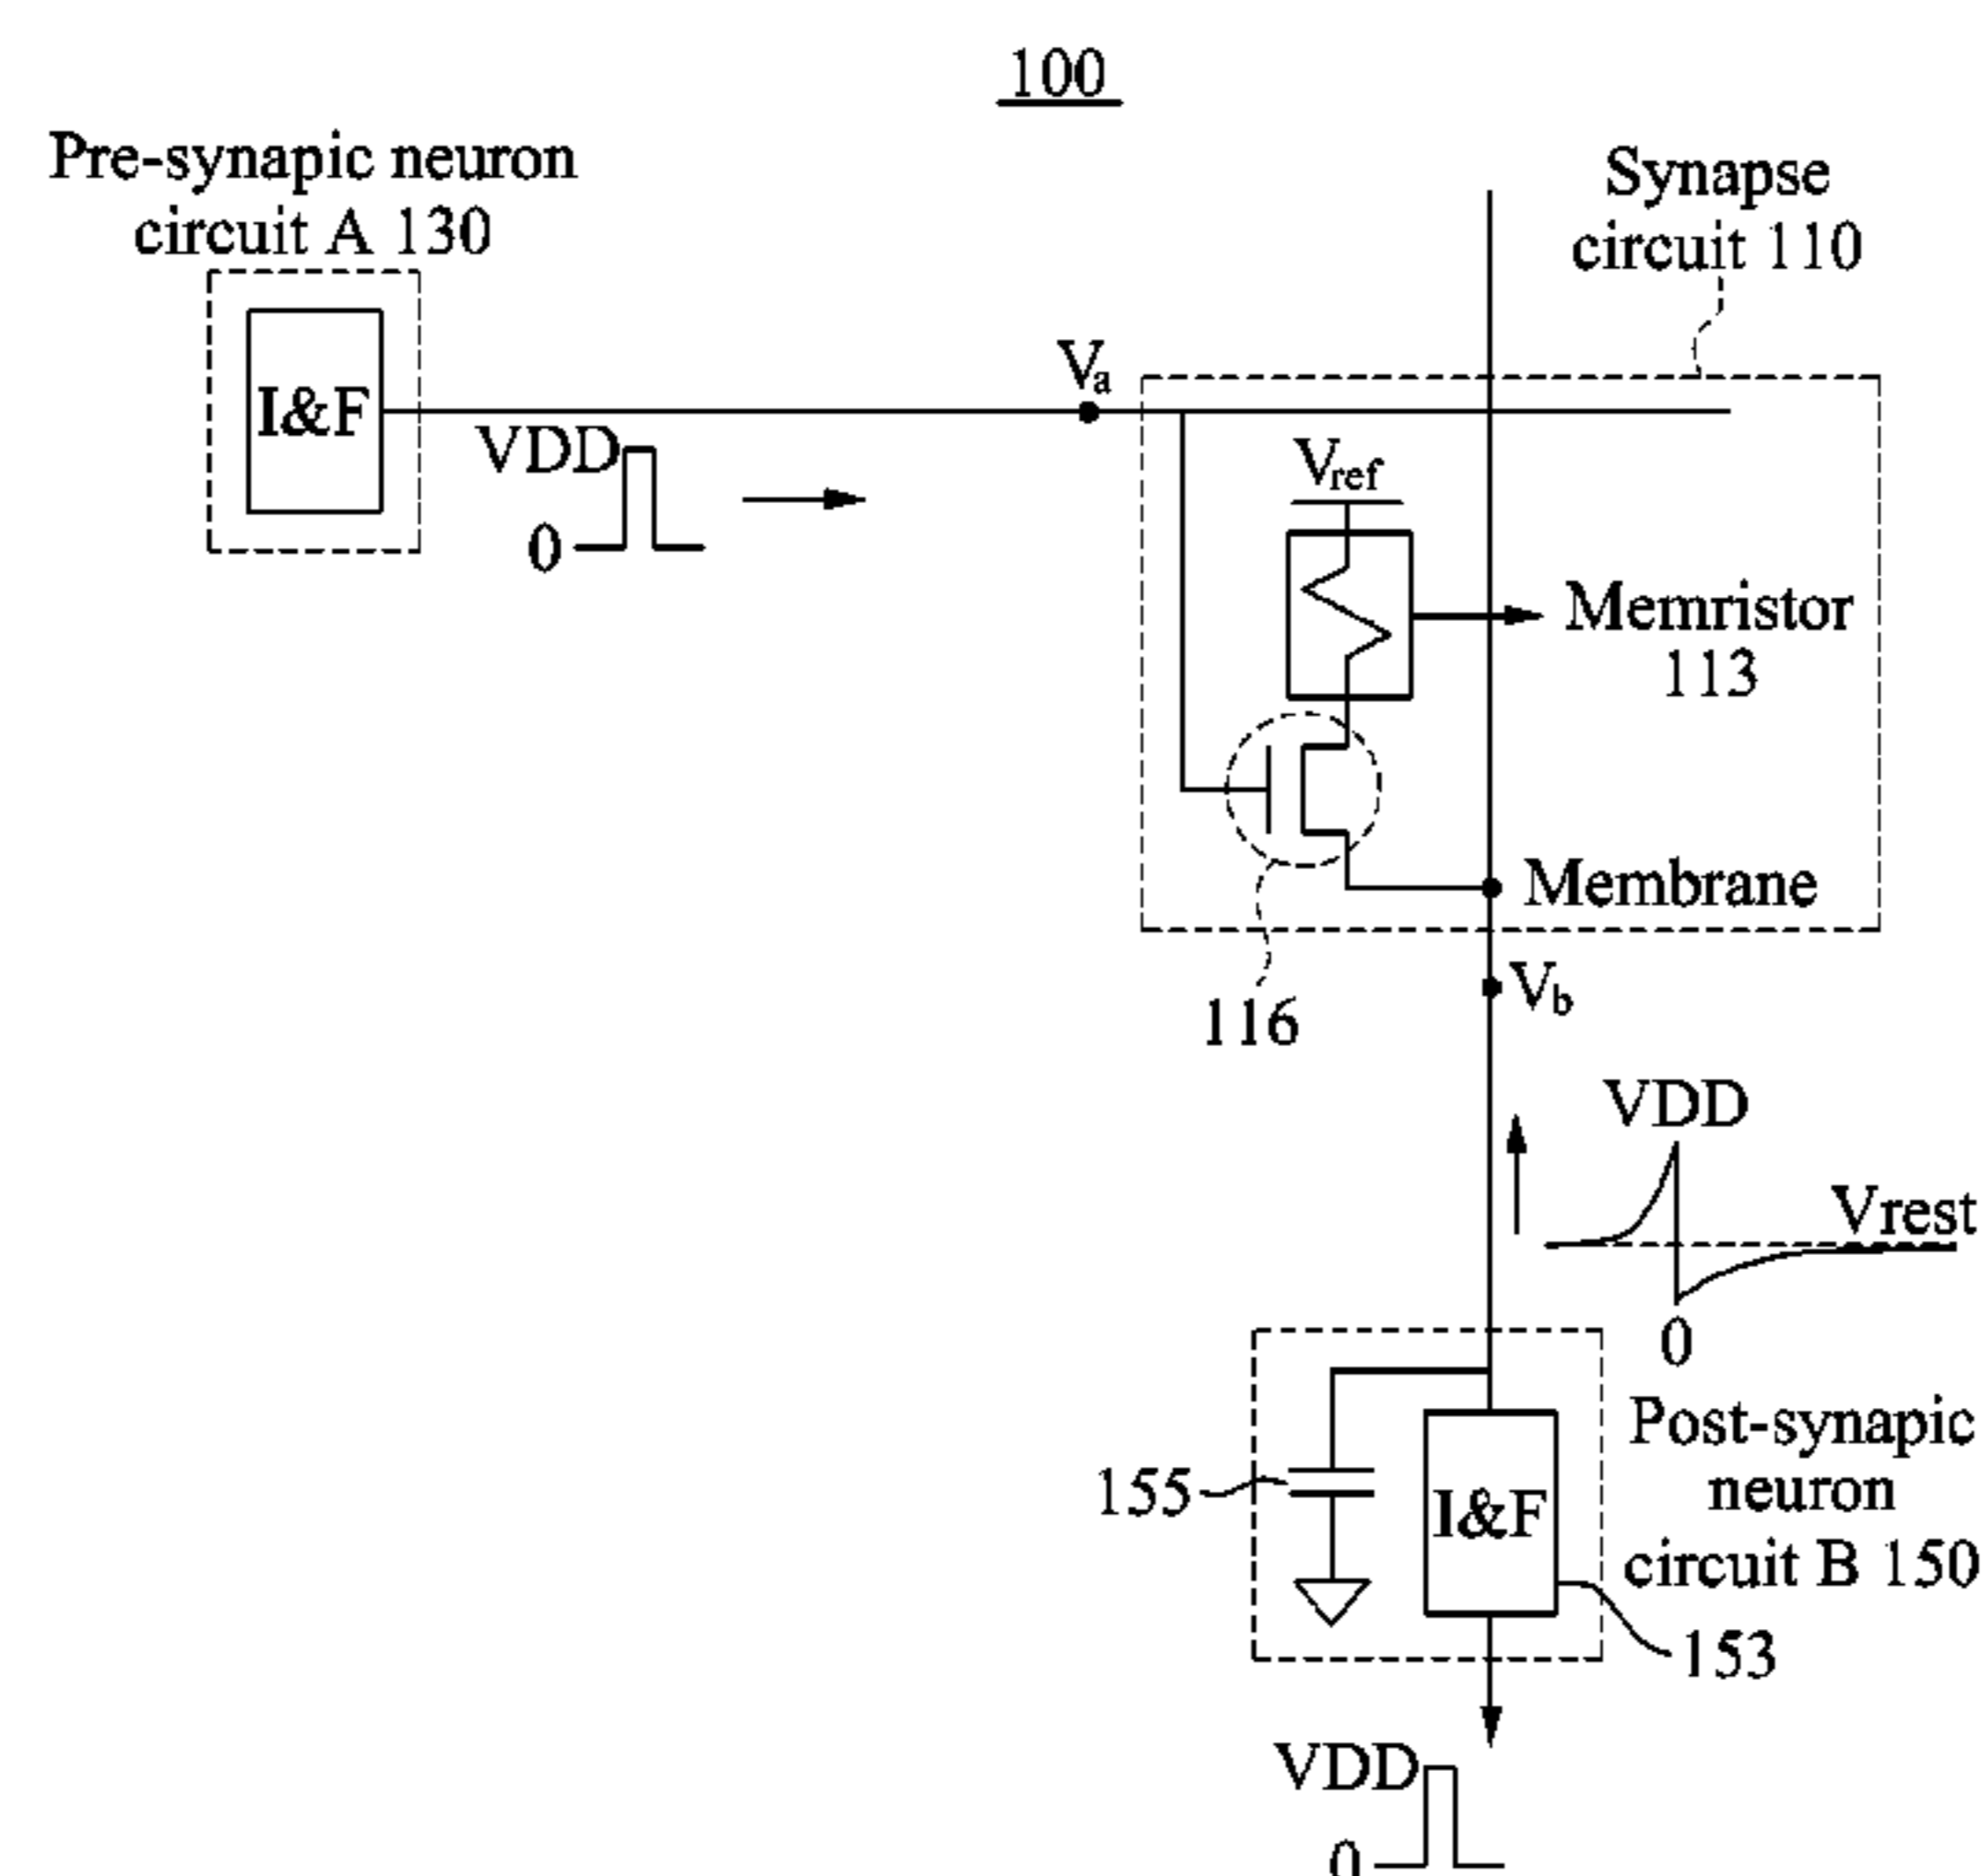 100
Pre-synapic neuron
circuit A 130
Synapse
circuit 110
I&F
VDD
0
Va
Vref
Memristor
113
Membrane
116
Vb
VDD
Vrest
0
155
I&F
Post-synapic
neuron
circuit B 150
153
VDD
0